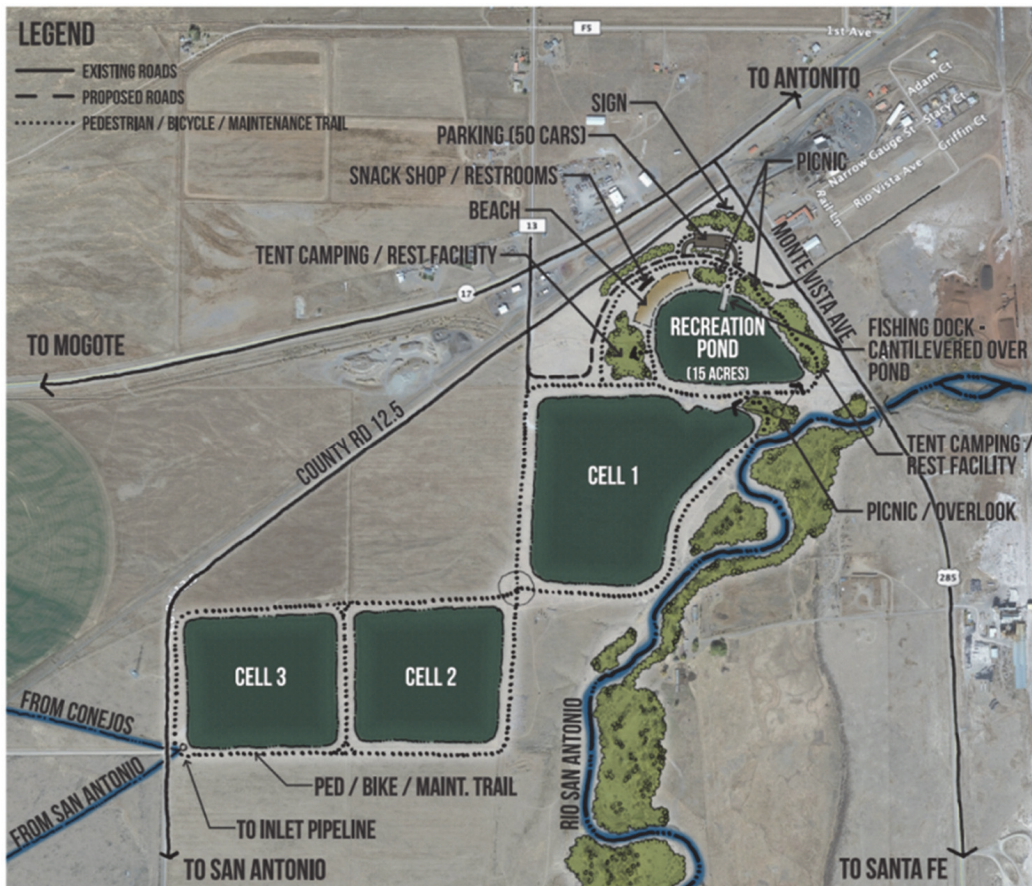 LEGEND
EXISTING ROADS
PROPOSED ROADS
PEDESTRIAN / BICYCLE / MAINTENANCE TRAIL
F5
1st Ave
TO ANTONITO
Adam Ct
Stacy Ct
Griffin Ct
Narrow Gauge St
Rio Vista Ave
Rail Ln
SIGN
PARKING (50 CARS)
PICNIC
SNACK SHOP / RESTROOMS
BEACH
13
TENT CAMPING / REST FACILITY
MONTE VISTA AVE
17
TO MOGOTE
RECREATION
POND
(15 ACRES)
FISHING DOCK -
CANTILEVERED OVER
POND
COUNTY RD 12.5
CELL 1
TENT CAMPING /
REST FACILITY
PICNIC / OVERLOOK
285
CELL 3
CELL 2
FROM CONEJOS
FROM SAN ANTONIO
PED / BIKE / MAINT. TRAIL
RIO SAN ANTONIO
TO INLET PIPELINE
TO SAN ANTONIO
TO SANTA FE